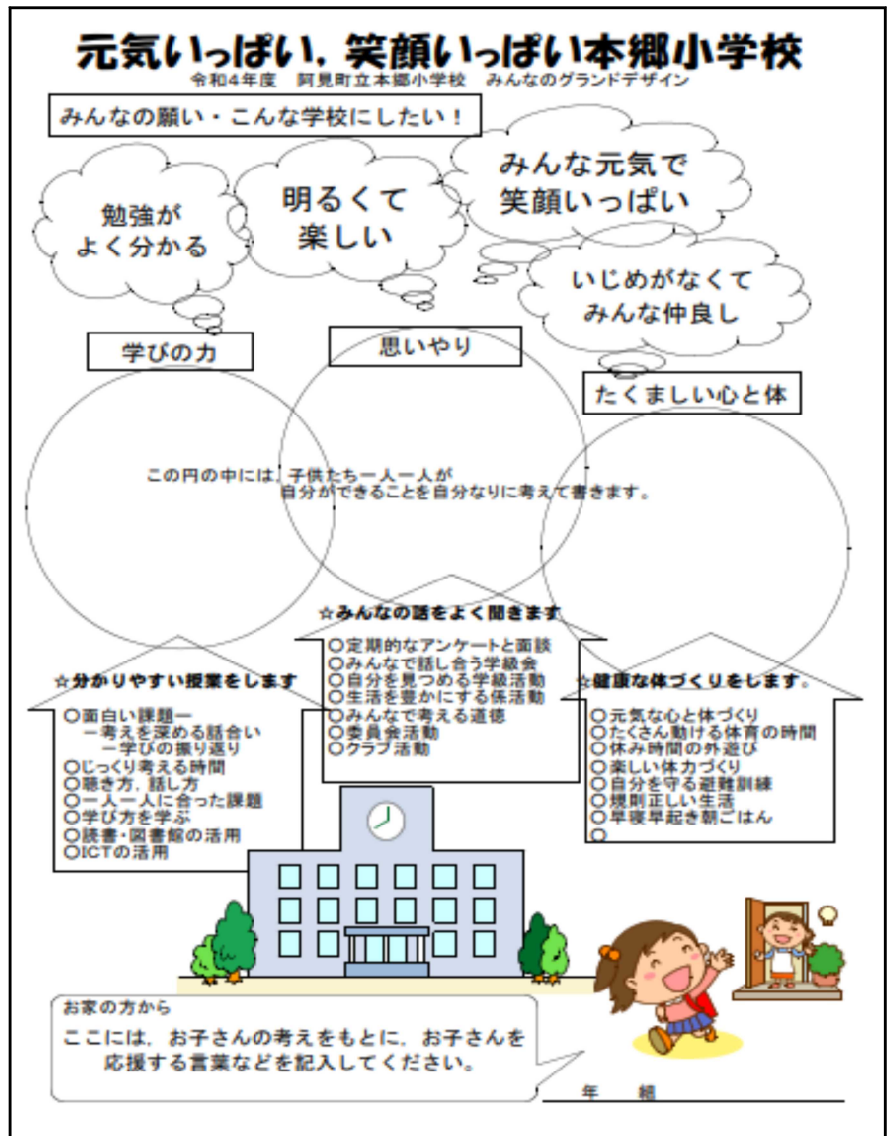 元気いっぱい，笑顔いっぱい本郷小学校
令和4年度　阿見町立本郷小学校　みんなのグランドデザイン
みんなの願い・こんな学校にしたい！
勉強が
よく分かる
明るくて
楽しい
みんな元気で
笑顔いっぱい
いじめがなくて
みんな仲良し
学びの力
思いやり
たくましい心と体
この円の中には，子供たち一人一人が
自分ができることを自分なりに考えて書きます。
☆分かりやすい授業をします
○面白い課題ー
－考えを深める話合い
－学びの振り返り
○じっくり考える時間
○聴き方，話し方
○一人一人に合った課題
○学び方を学ぶ
○読書・図書館の活用
○ICTの活用
☆みんなの話をよく聞きます
○定期的なアンケートと面談
○みんなで話し合う学級会
○自分を見つめる学級活動
○生活を豊かにする係活動
○みんなで考える道徳
○委員会活動
○クラブ活動
☆健康な体づくりをします。
○元気な心と体づくり
○たくさん動ける体育の時間
○休み時間の外遊び
○楽しい体力づくり
○自分を守る避難訓練
○規則正しい生活
○早寝早起き朝ごはん
○
お家の方から
ここには，お子さんの考えをもとに，お子さんを
応援する言葉などを記入してください。
年　　組